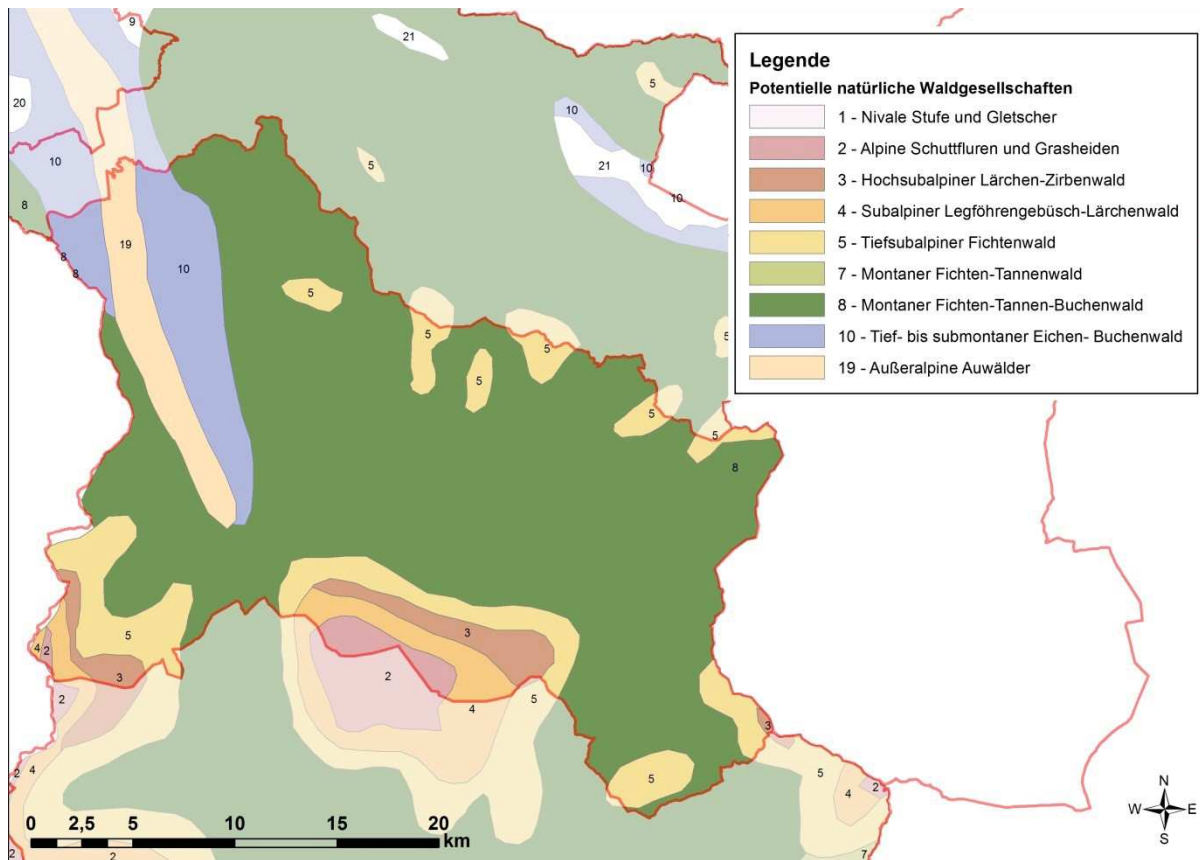 Legende
Potentielle natürliche Waldgesellschaften
1 - Nivale Stufe und Gletscher
2 - Alpine Schuttfluren und Grasheiden
3 - Hochsubalpiner Lärchen-Zirbenwald
4 - Subalpiner Legföhrengebüsch-Lärchenwald
5 - Tiefsubalpiner Fichtenwald
7 - Montaner Fichten-Tannenwald
8 - Montaner Fichten-Tannen-Buchenwald
10 - Tief- bis submontaner Eichen- Buchenwald
19 - Außeralpine Auwälder
9
21
5
20
10
10
5
21
10
10
8
19
10
8
8
5
5
5
5
5
5
8
5
3
4
2
3
2
5
2
4
3
2
4
5
5
4
2
2
2
7
N
W E
S
0 2,5 5 10 15 20
km